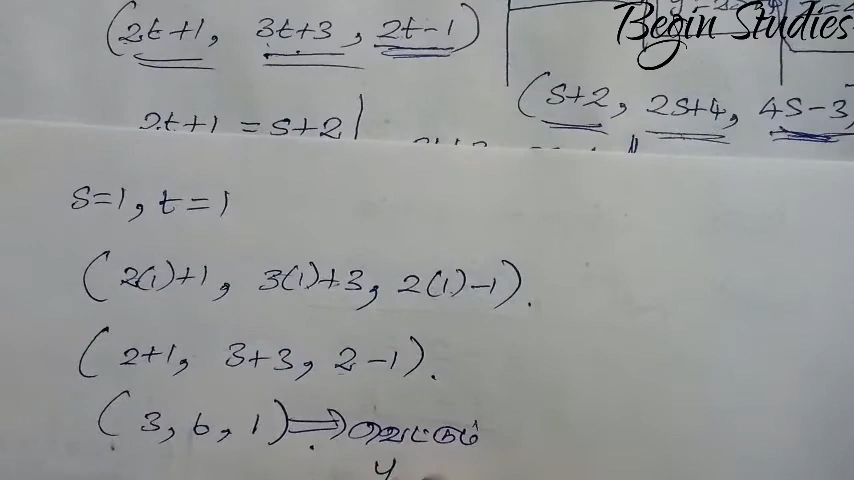 Begin Studies
(2t+1, 3t+3, 2t-1)
(s+2, 2s+4, 4s-3)
2t+1 = s+2
s=1, t=1
(2(1)+1, 3(1)+3, 2(1)-1).
(2+1, 3+3, 2-1).
(3, 6, 1) ⟹ வெட்டும்